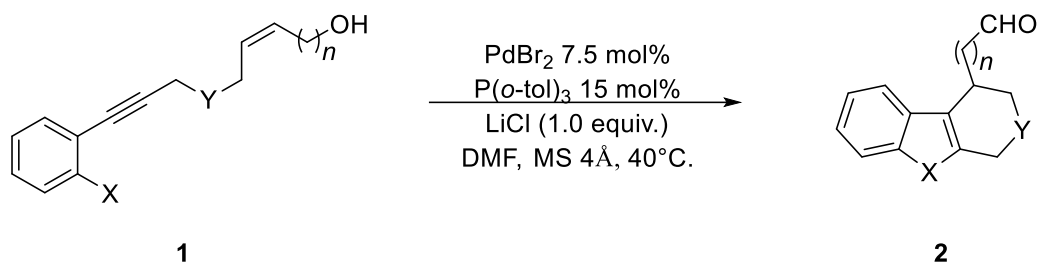 OH
n
Y
X
1
PdBr2 7.5 mol%
P(o-tol)3 15 mol%
LiCl (1.0 equiv.)
DMF, MS 4Å, 40°C.
CHO
n
Y
X
2